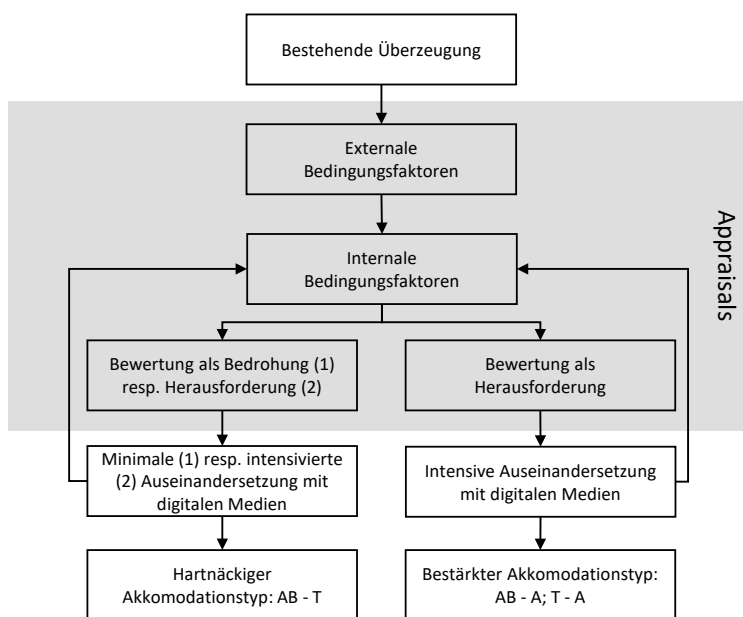 Bestehende Überzeugung
Externale
Bedingungsfaktoren
Internale
Bedingungsfaktoren
Appraisals
Bewertung als Bedrohung (1)
resp. Herausforderung (2)
Bewertung als
Herausforderung
Minimale (1) resp. intensivierte
(2) Auseinandersetzung mit
digitalen Medien
Intensive Auseinandersetzung
mit digitalen Medien
Hartnäckiger
Akkomodationstyp: AB - T
Bestärkter Akkomodationstyp:
AB - A; T - A